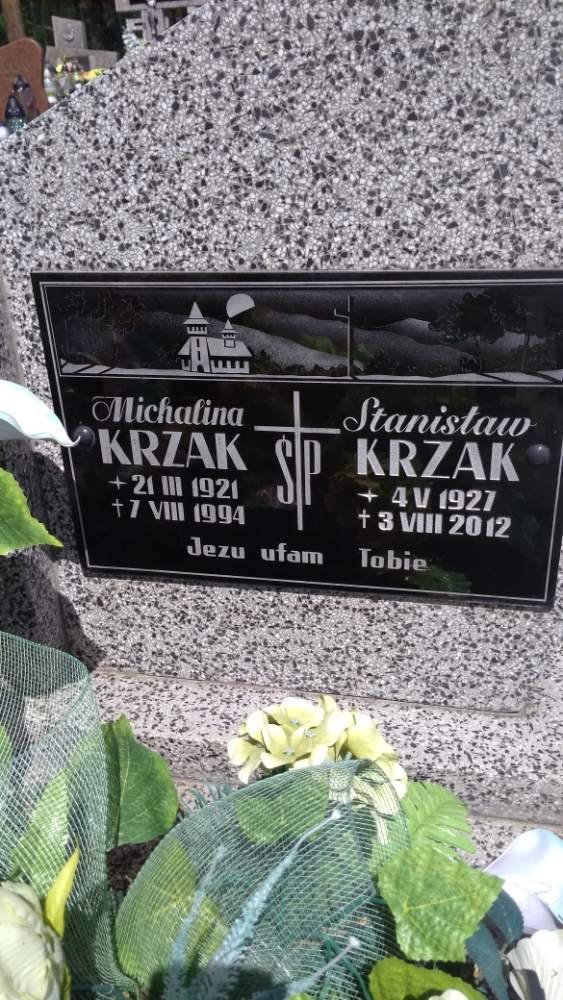 Michalina
KRZAK
+ 21 III 1921
† 7 VIII 1994
ŚP
Stanisław
KRZAK
+ 4 V 1927
† 3 VIII 2012
Jezu ufam Tobie